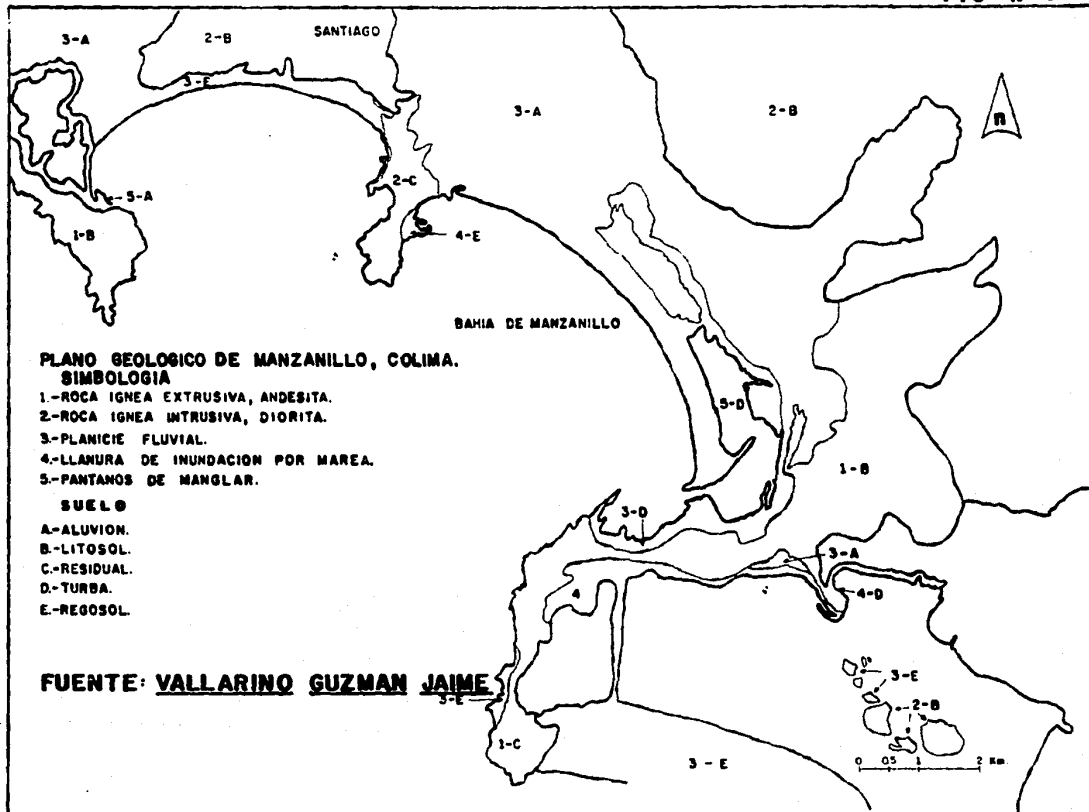 3-A
2-B
SANTIAGO
3-E
3-A
2-B
n
2-C
5-A
1-B
4-E
BAHIA DE MANZANILLO
PLANO GEOLOGICO DE MANZANILLO, COLIMA.
SIMBOLOGIA
1.-ROCA IGNEA EXTRUSIVA, ANDESITA.
2.-ROCA IGNEA INTRUSIVA, DIORITA.
3.-PLANICIE FLUVIAL.
4.-LLANURA DE INUNDACION POR MAREA.
5.-PANTANOS DE MANGLAR.
SUELO
A.-ALUVION.
B.-LITOSOL.
C.-RESIDUAL.
D.-TURBA.
E.-REGOSOL.
5-D
1-B
3-D
3-A
4
4-D
FUENTE: VALLARINO GUZMAN JAIME
3-E
3-E
2-B
1-C
3-E
0 0.5 1 2 Km.